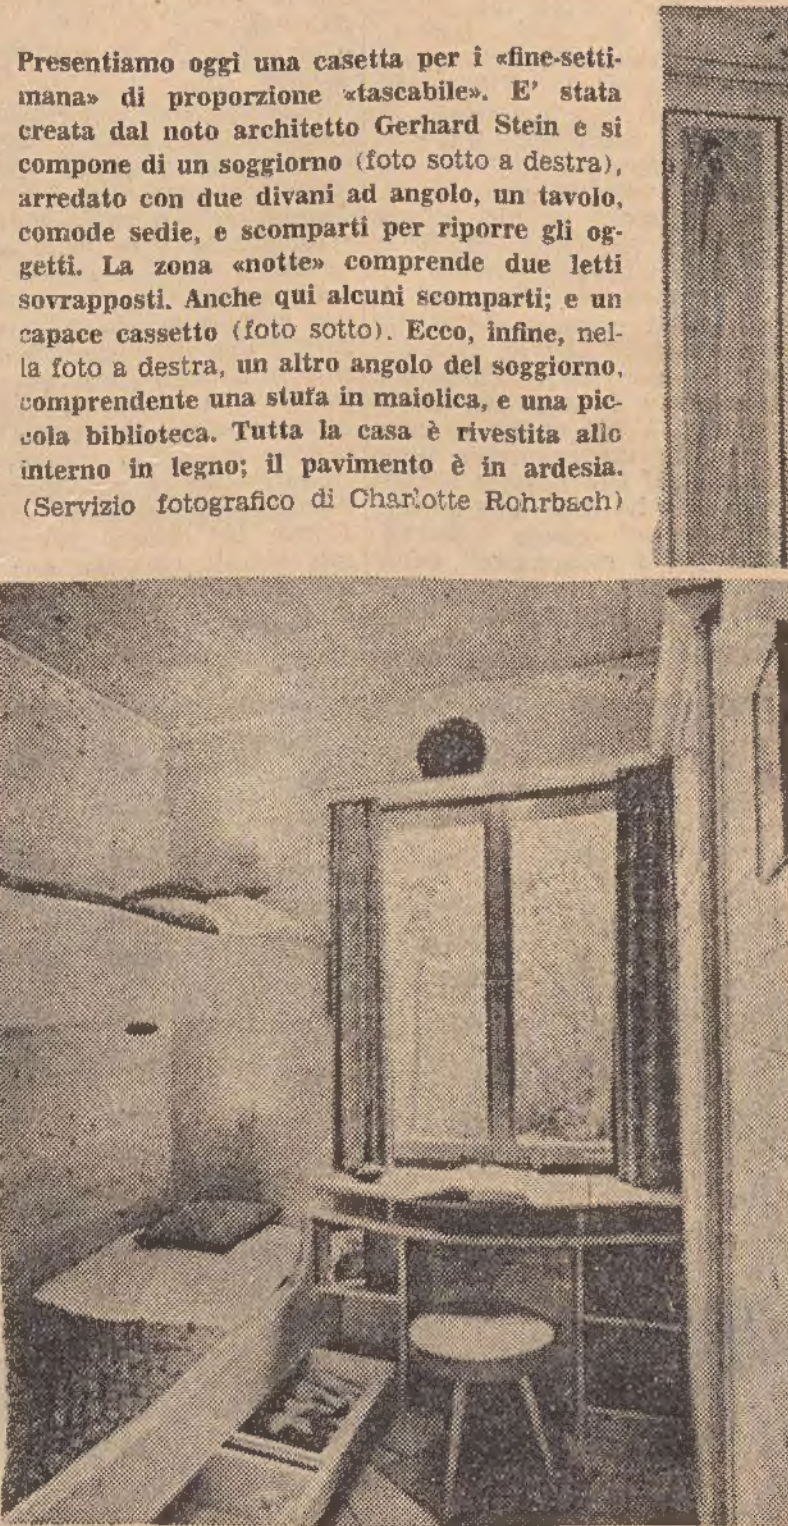 Presentiamo oggi una casetta per i «fine-setti-
mana» di proporzione «tascabile». E' stata
creata dal noto architetto Gerhard Stein e si
compone di un soggiorno (foto sotto a destra),
arredato con due divani ad angolo, un tavolo,
comode sedie, e scomparti per riporre gli og-
getti. La zona «notte» comprende due letti
sovrapposti. Anche qui alcuni scomparti; e un
capace cassetto (foto sotto). Ecco, infine, nel-
la foto a destra, un altro angolo del soggiorno,
comprendente una stufa in maiolica, e una pic-
cola biblioteca. Tutta la casa è rivestita allo
interno in legno; il pavimento è in ardesia.
(Servizio fotografico di Charlotte Rohrbach)